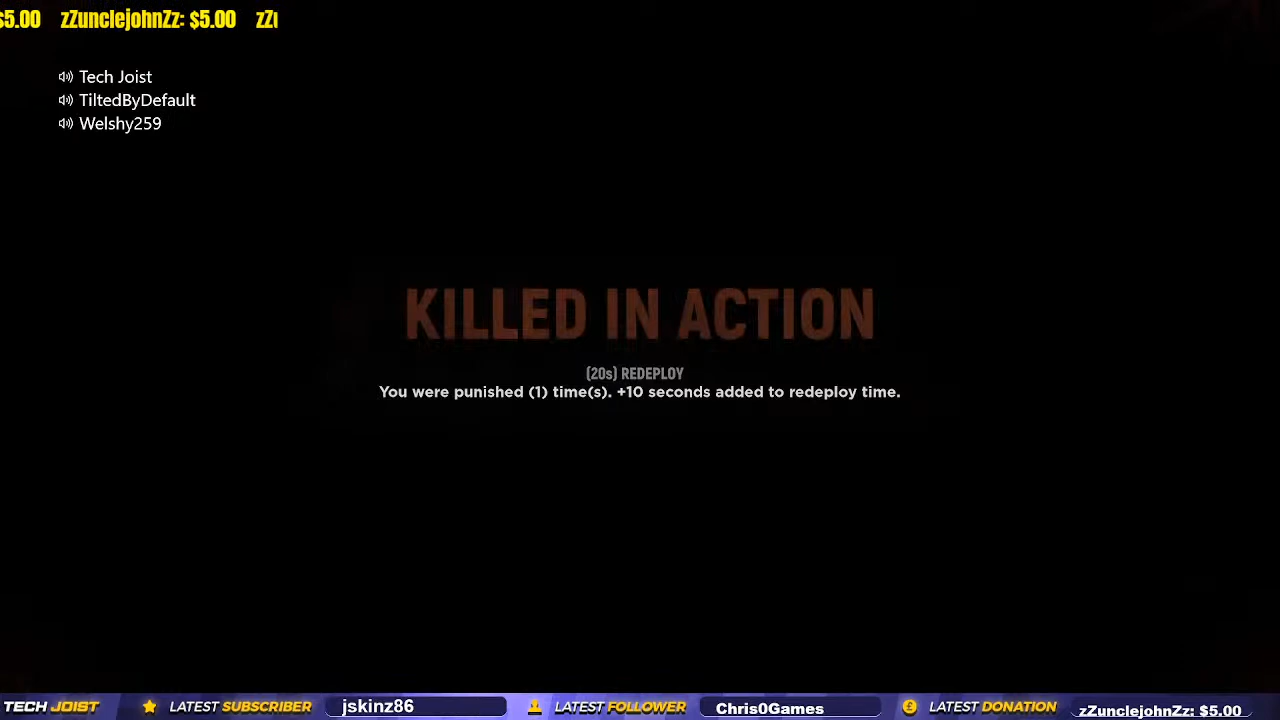 $5.00 zZunclejohnZz: $5.00 zZu
Tech Joist
TiltedByDefault
Welshy259
KILLED IN ACTION
(20s) REDEPLOY
You were punished (1) time(s). +10 seconds added to redeploy time.
TECH JOIST LATEST SUBSCRIBER jskinz86 LATEST FOLLOWER Chris0Games LATEST DONATION zZunclejohnZz: $5.00